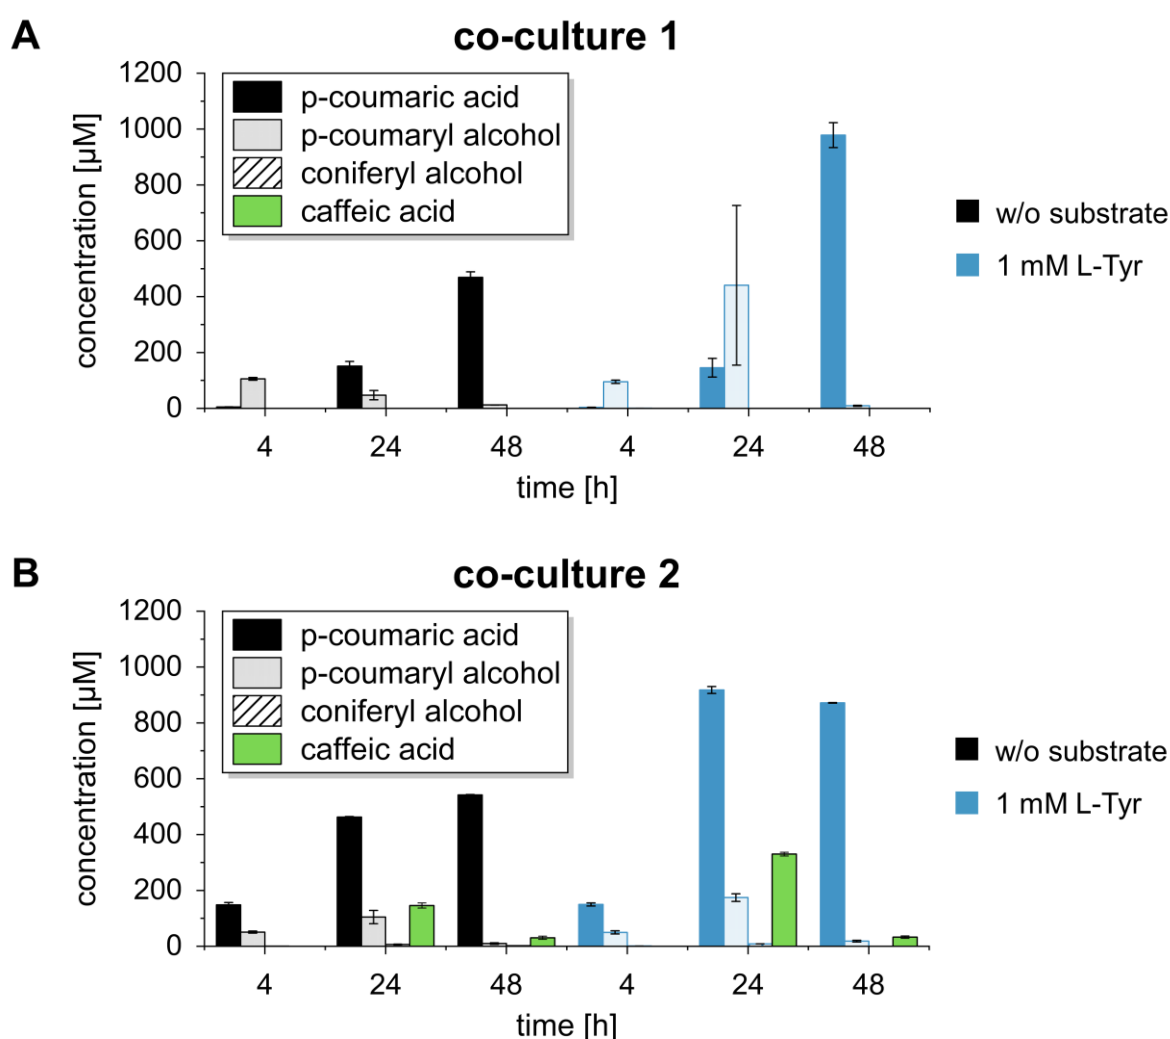 A
co-culture 1
concentration [µM]
1200
1000
800
600
400
200
0
p-coumaric acid
p-coumaryl alcohol
coniferyl alcohol
caffeic acid
w/o substrate
1 mM L-Tyr
4 24 48 4 24 48
time [h]
B
co-culture 2
concentration [µM]
1200
1000
800
600
400
200
0
p-coumaric acid
p-coumaryl alcohol
coniferyl alcohol
caffeic acid
w/o substrate
1 mM L-Tyr
4 24 48 4 24 48
time [h]